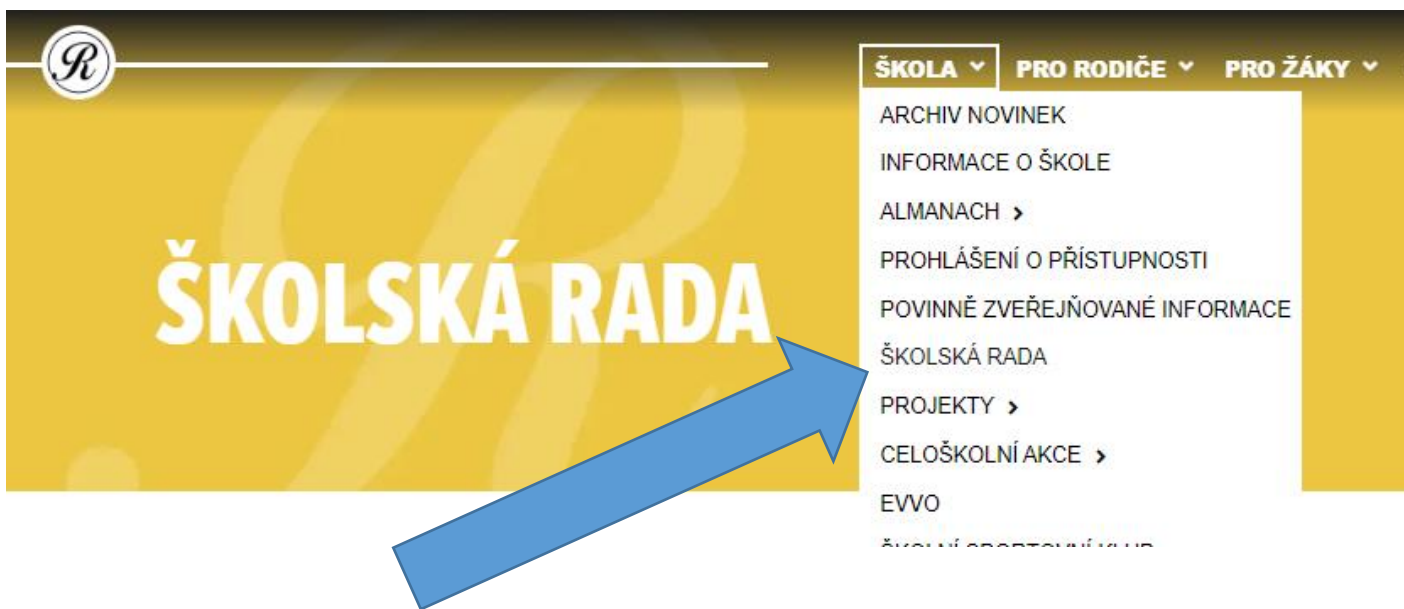 R
ŠKOLA PRO RODIČE PRO ŽÁKY
ARCHIV NOVINEK
INFORMACE O ŠKOLE
ALMANACH
PROHLÁŠENÍ O PŘÍSTUPNOSTI
POVINNĚ ZVEŘEJŇOVANÉ INFORMACE
ŠKOLSKÁ RADA
ŠKOLSKÁ RADA
PROJEKTY
CELOŠKOLNÍ AKCE
EVVO